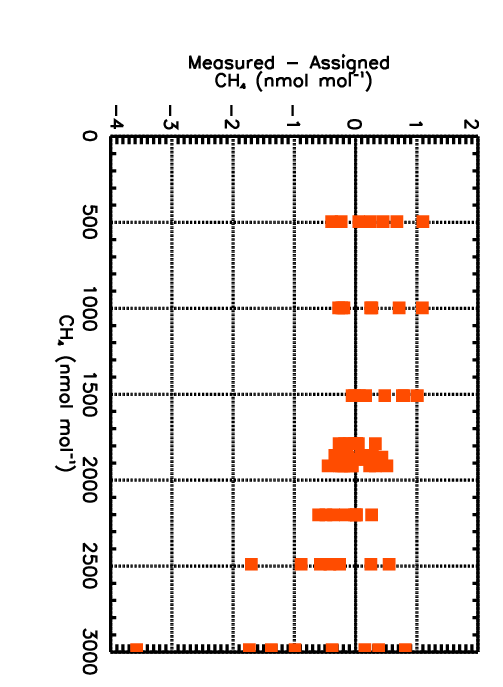 Measured – Assigned
CH₄ (nmol mol⁻¹)
-4 -3 -2 -1 0 1 2
0
500
1000
1500
2000
2500
3000
CH₄ (nmol mol⁻¹)